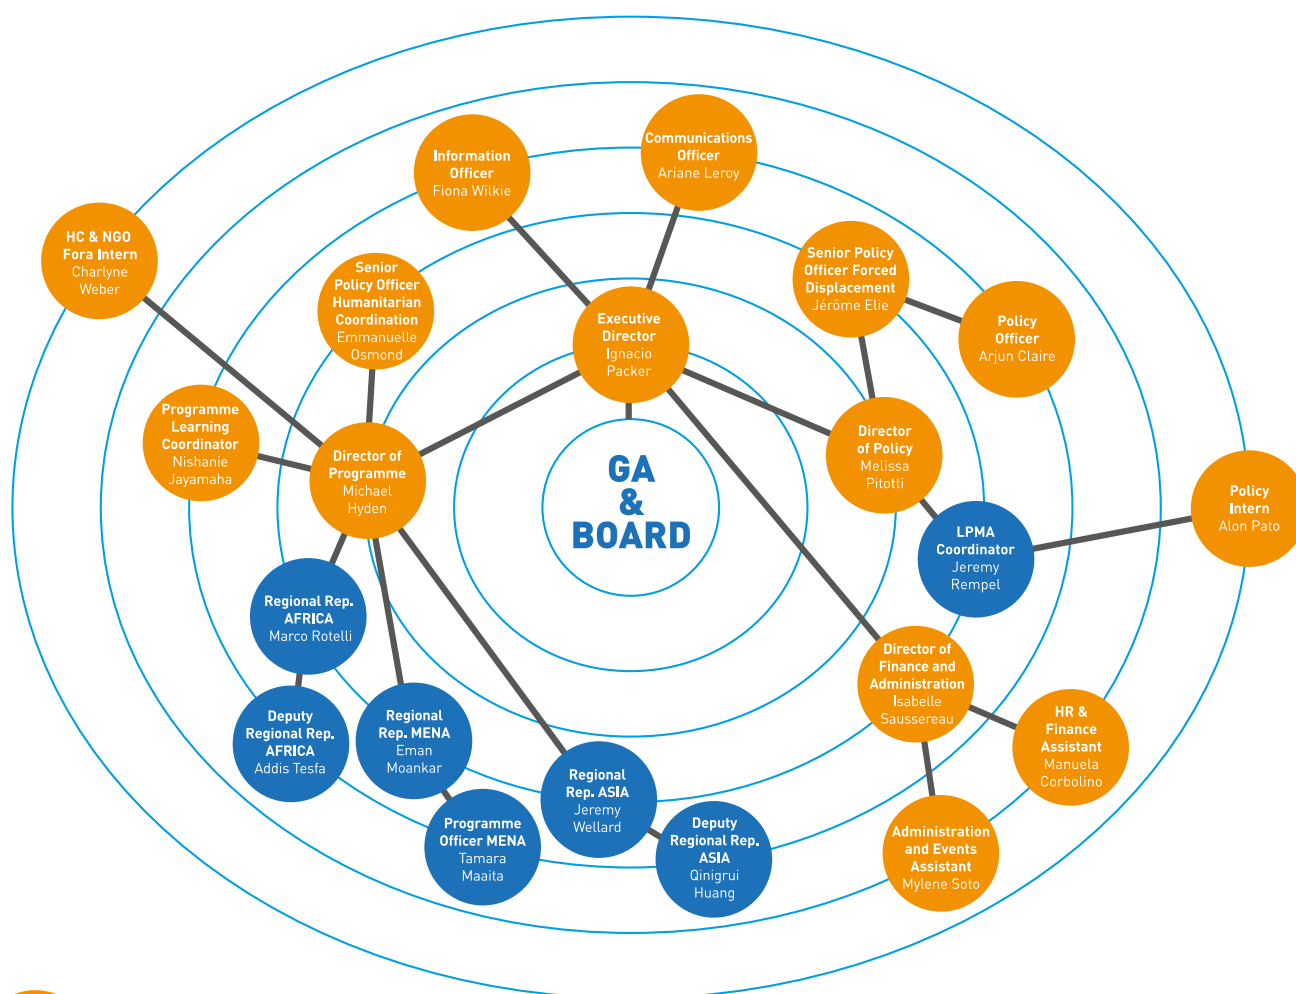 Communications
Officer
Ariane Leroy
Information
Officer
Fiona Wilkie
HC & NGO
Fora Intern
Charlyne
Weber
Senior
Policy Officer
Humanitarian
Coordination
Emmanuelle
Osmond
Executive
Director
Ignacio
Packer
Senior Policy
Officer Forced
Displacement
Jérôme Elie
Policy
Officer
Arjun Claire
Programme
Learning
Coordinator
Nishanie
Jayamaha
Director of
Programme
Michael
Hyden
GA
&
BOARD
Director
of Policy
Melissa
Pitotti
Policy
Intern
Alon Pato
LPMA
Coordinator
Jeremy
Rempel
Regional Rep.
AFRICA
Marco Rotelli
Deputy
Regional Rep.
AFRICA
Addis Tesfa
Regional
Rep. MENA
Eman
Moankar
Programme
Officer MENA
Tamara
Maaita
Regional
Rep. ASIA
Jeremy
Wellard
Deputy
Regional Rep.
ASIA
Qinigrui
Huang
Director of
Finance and
Administration
Isabelle
Saussereau
HR &
Finance
Assistant
Manuela
Corbolino
Administration
and Events
Assistant
Mylene Soto